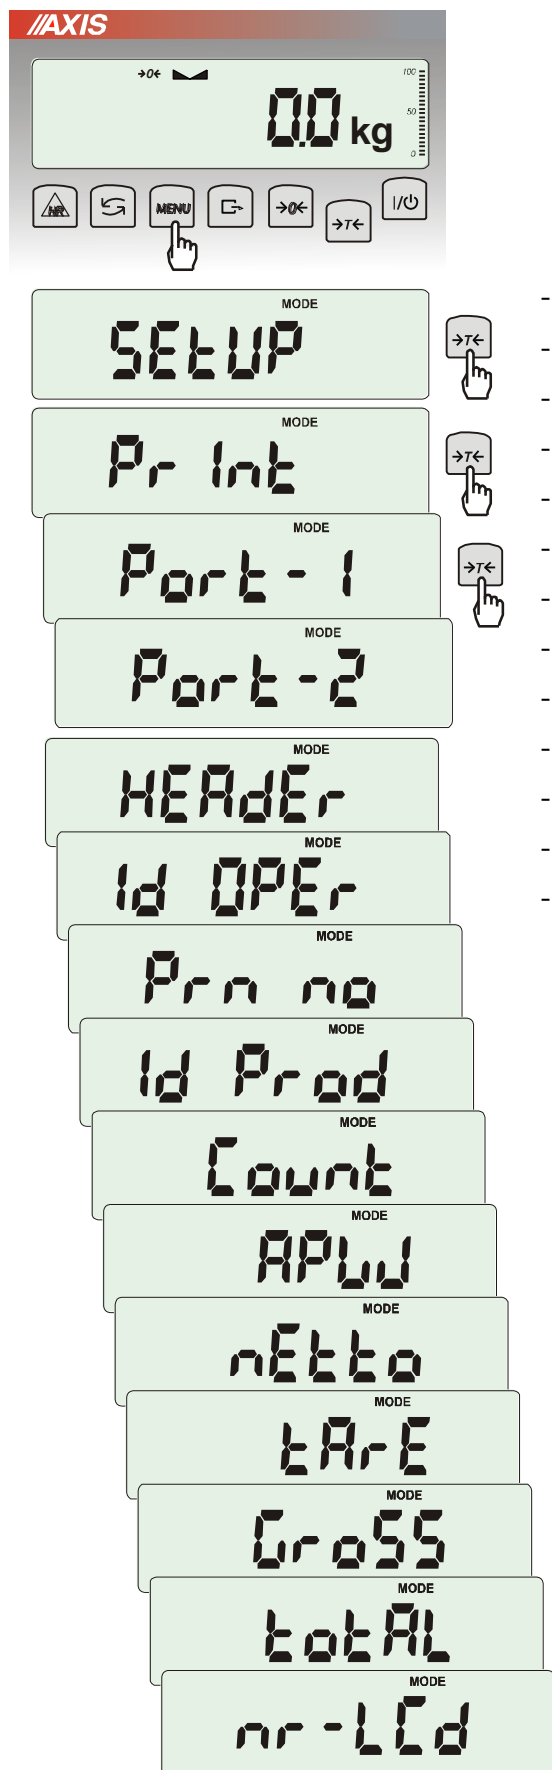 AXIS
→0← 100
50
0.0 kg
0
HR MENU →0← →T← I/⏻
MODE
SEtUP
→T←
MODE
PrInt
→T←
MODE
Port-1
→T←
MODE
Port-2
MODE
HEAdEr
MODE
Id OPEr
MODE
Prn no
MODE
Id Prod
MODE
Count
MODE
APW
MODE
nEtto
MODE
tArE
MODE
GroSS
MODE
totAL
MODE
nr-LCd
-
-
-
-
-
-
-
-
-
-
-
-
-